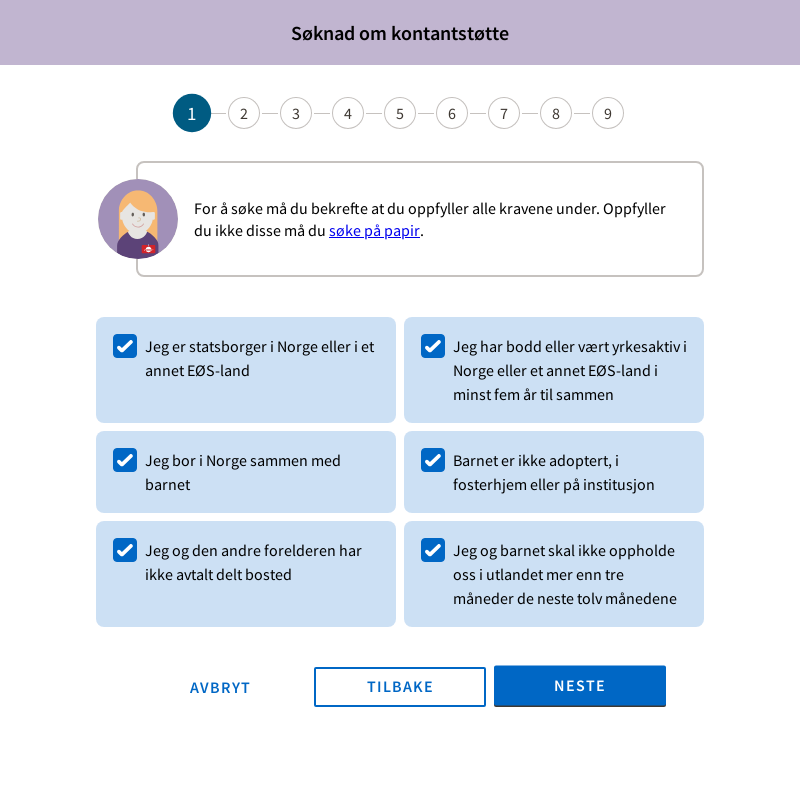 Søknad om kontantstøtte
1 2 3 4 5 6 7 8 9
For å søke må du bekrefte at du oppfyller alle kravene under. Oppfyller
du ikke disse må du søke på papir.
Jeg er statsborger i Norge eller i et
annet EØS-land
Jeg har bodd eller vært yrkesaktiv i
Norge eller et annet EØS-land i
minst fem år til sammen
Jeg bor i Norge sammen med
barnet
Barnet er ikke adoptert, i
fosterhjem eller på institusjon
Jeg og den andre forelderen har
ikke avtalt delt bosted
Jeg og barnet skal ikke oppholde
oss i utlandet mer enn tre
måneder de neste tolv månedene
AVBRYT TILBAKE NESTE